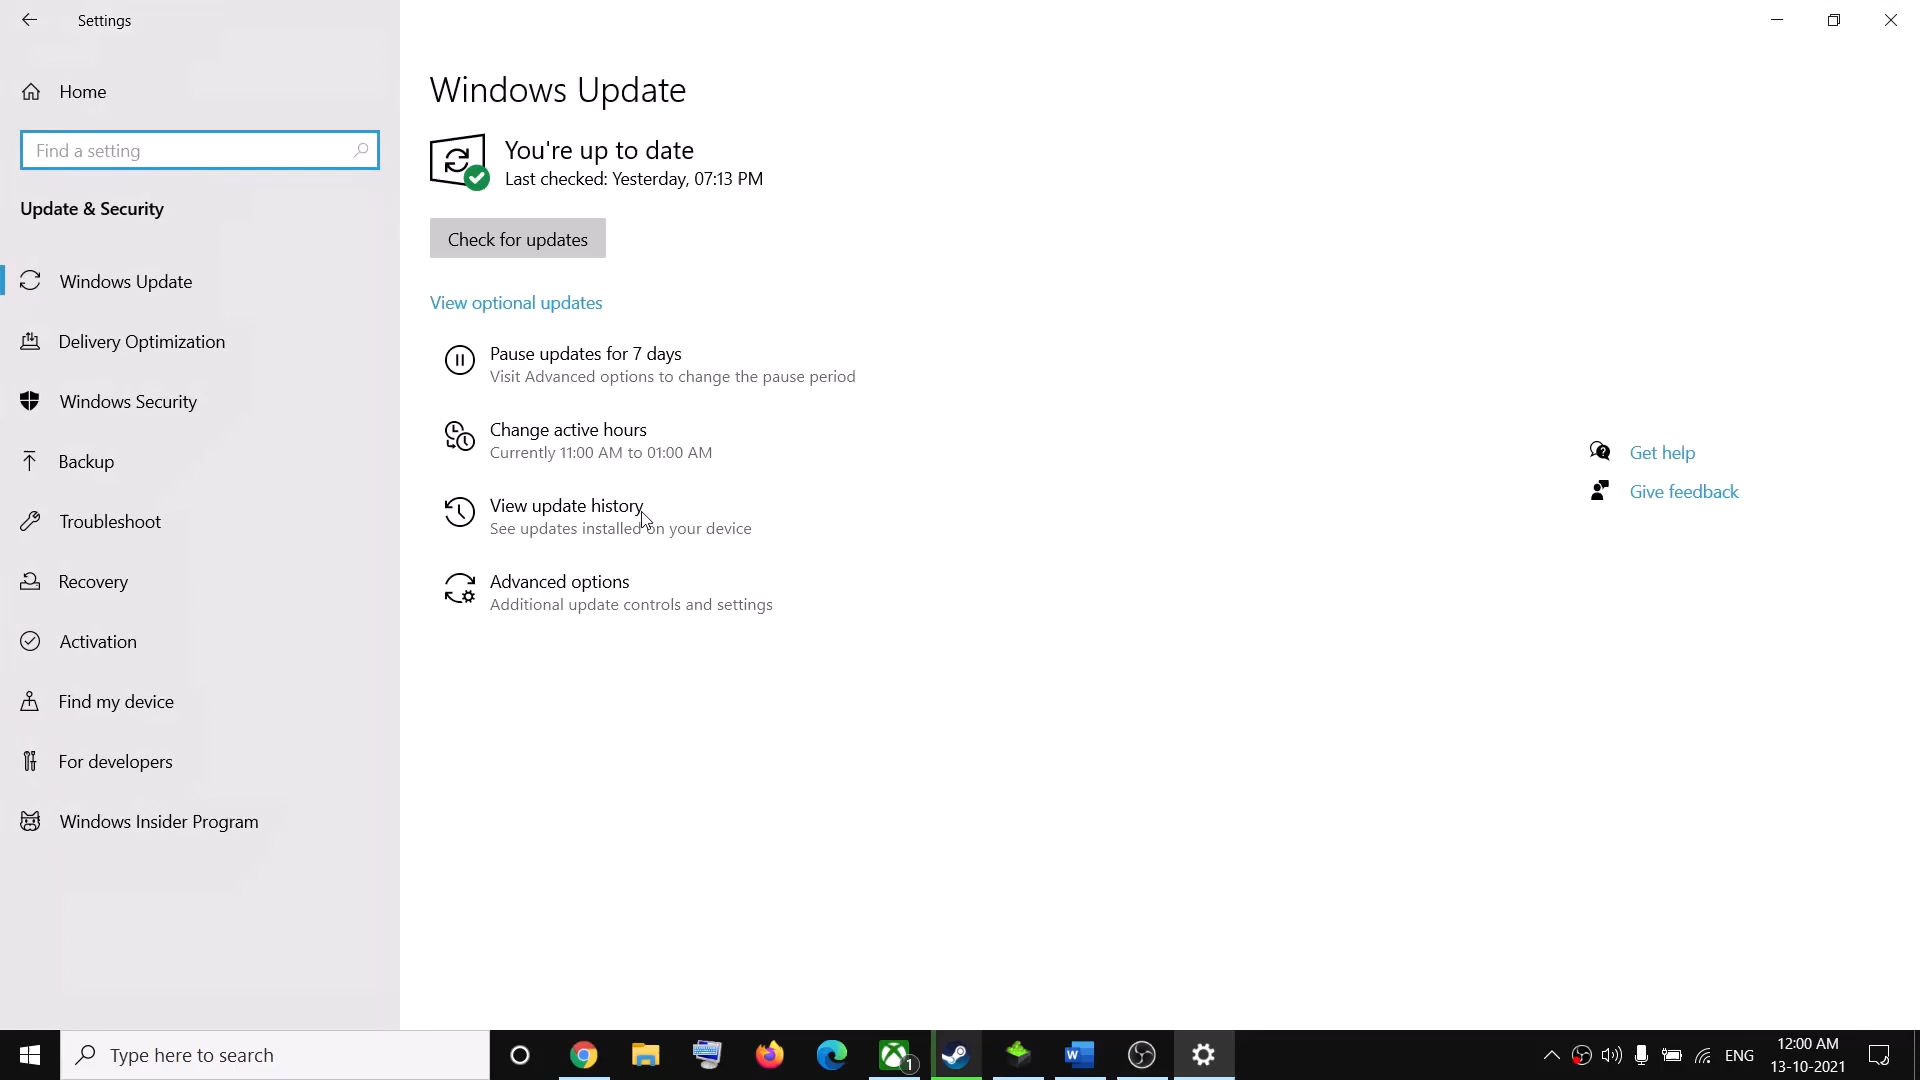 Settings
Home
Find a setting
Update & Security
Windows Update
Delivery Optimization
Windows Security
Backup
Troubleshoot
Recovery
Activation
Find my device
For developers
Windows Insider Program
Windows Update
You're up to date
Last checked: Yesterday, 07:13 PM
Check for updates
View optional updates
Pause updates for 7 days
Visit Advanced options to change the pause period
Change active hours
Currently 11:00 AM to 01:00 AM
View update history
See updates installed on your device
Advanced options
Additional update controls and settings
Get help
Give feedback
Type here to search
1
W
ENG
12:00 AM
13-10-2021